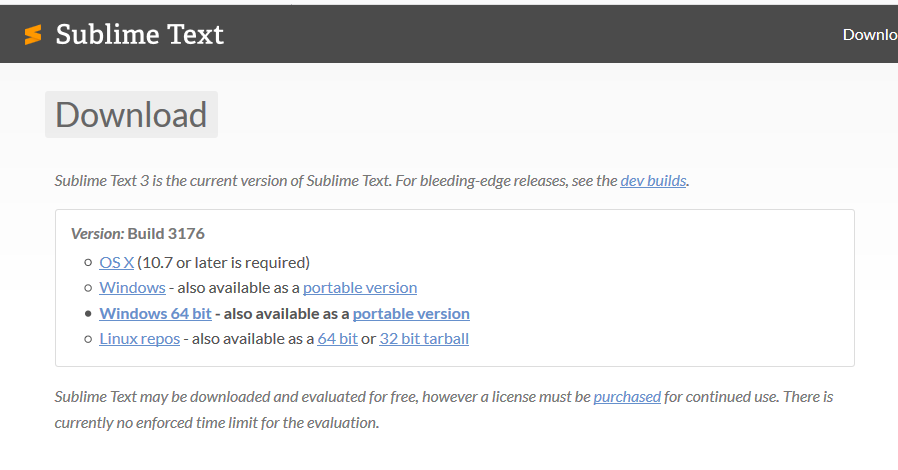 Sublime Text
Downlo
Download
Sublime Text 3 is the current version of Sublime Text. For bleeding-edge releases, see the dev builds.
Version: Build 3176
OS X (10.7 or later is required)
Windows - also available as a portable version
Windows 64 bit - also available as a portable version
Linux repos - also available as a 64 bit or 32 bit tarball
Sublime Text may be downloaded and evaluated for free, however a license must be purchased for continued use. There is
currently no enforced time limit for the evaluation.